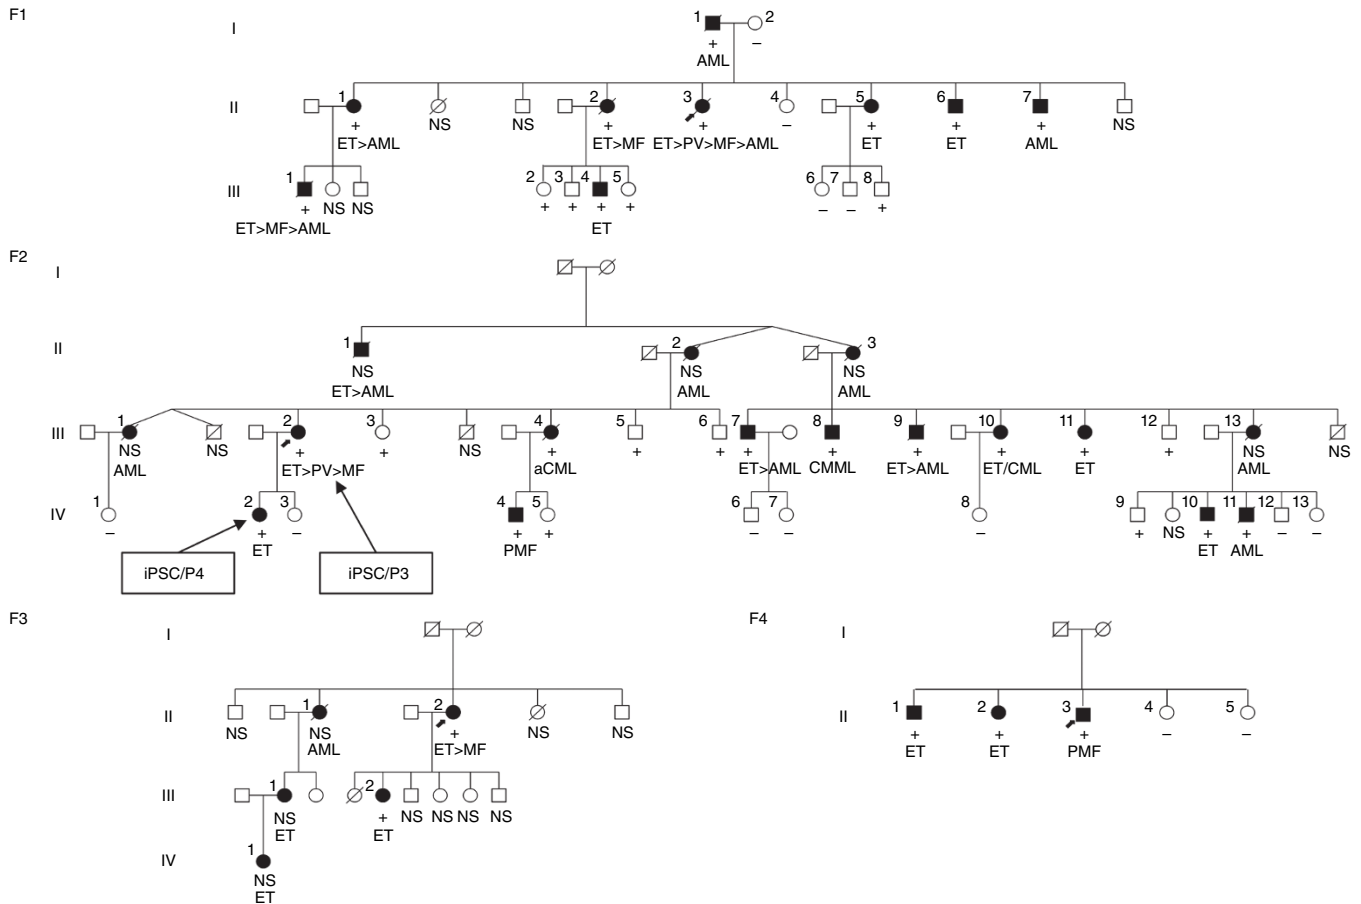 F1
I
1 2
+ –
AML
II
1 2 3 4 5 6 7
+ NS NS + + – + + + NS
ET>AML ET>MF ET>PV>MF>AML ET ET AML
III
1 2 3 4 5 6 7 8
+ NS NS + + + + – – +
ET>MF>AML ET
F2
I
II
1 2 3
NS NS NS
ET>AML AML AML
III
1 2 3 4 5 6 7 8 9 10 11 12 13
NS NS + + NS + + + + + + + + + NS NS
AML ET>PV>MF aCML ET>AML CMML ET>AML ET/CML ET AML
IV
1 2 3 4 5 6 7 8 9 10 11 12 13
– + – + + – – – + NS + + – –
ET PMF ET AML
iPSC/P4 iPSC/P3
F3
I
II
1 2
NS NS + NS NS
AML ET>MF
III
1 2
NS + NS NS NS NS
ET ET
IV
1
NS
ET
F4
I
II
1 2 3 4 5
+ + + – –
ET ET PMF